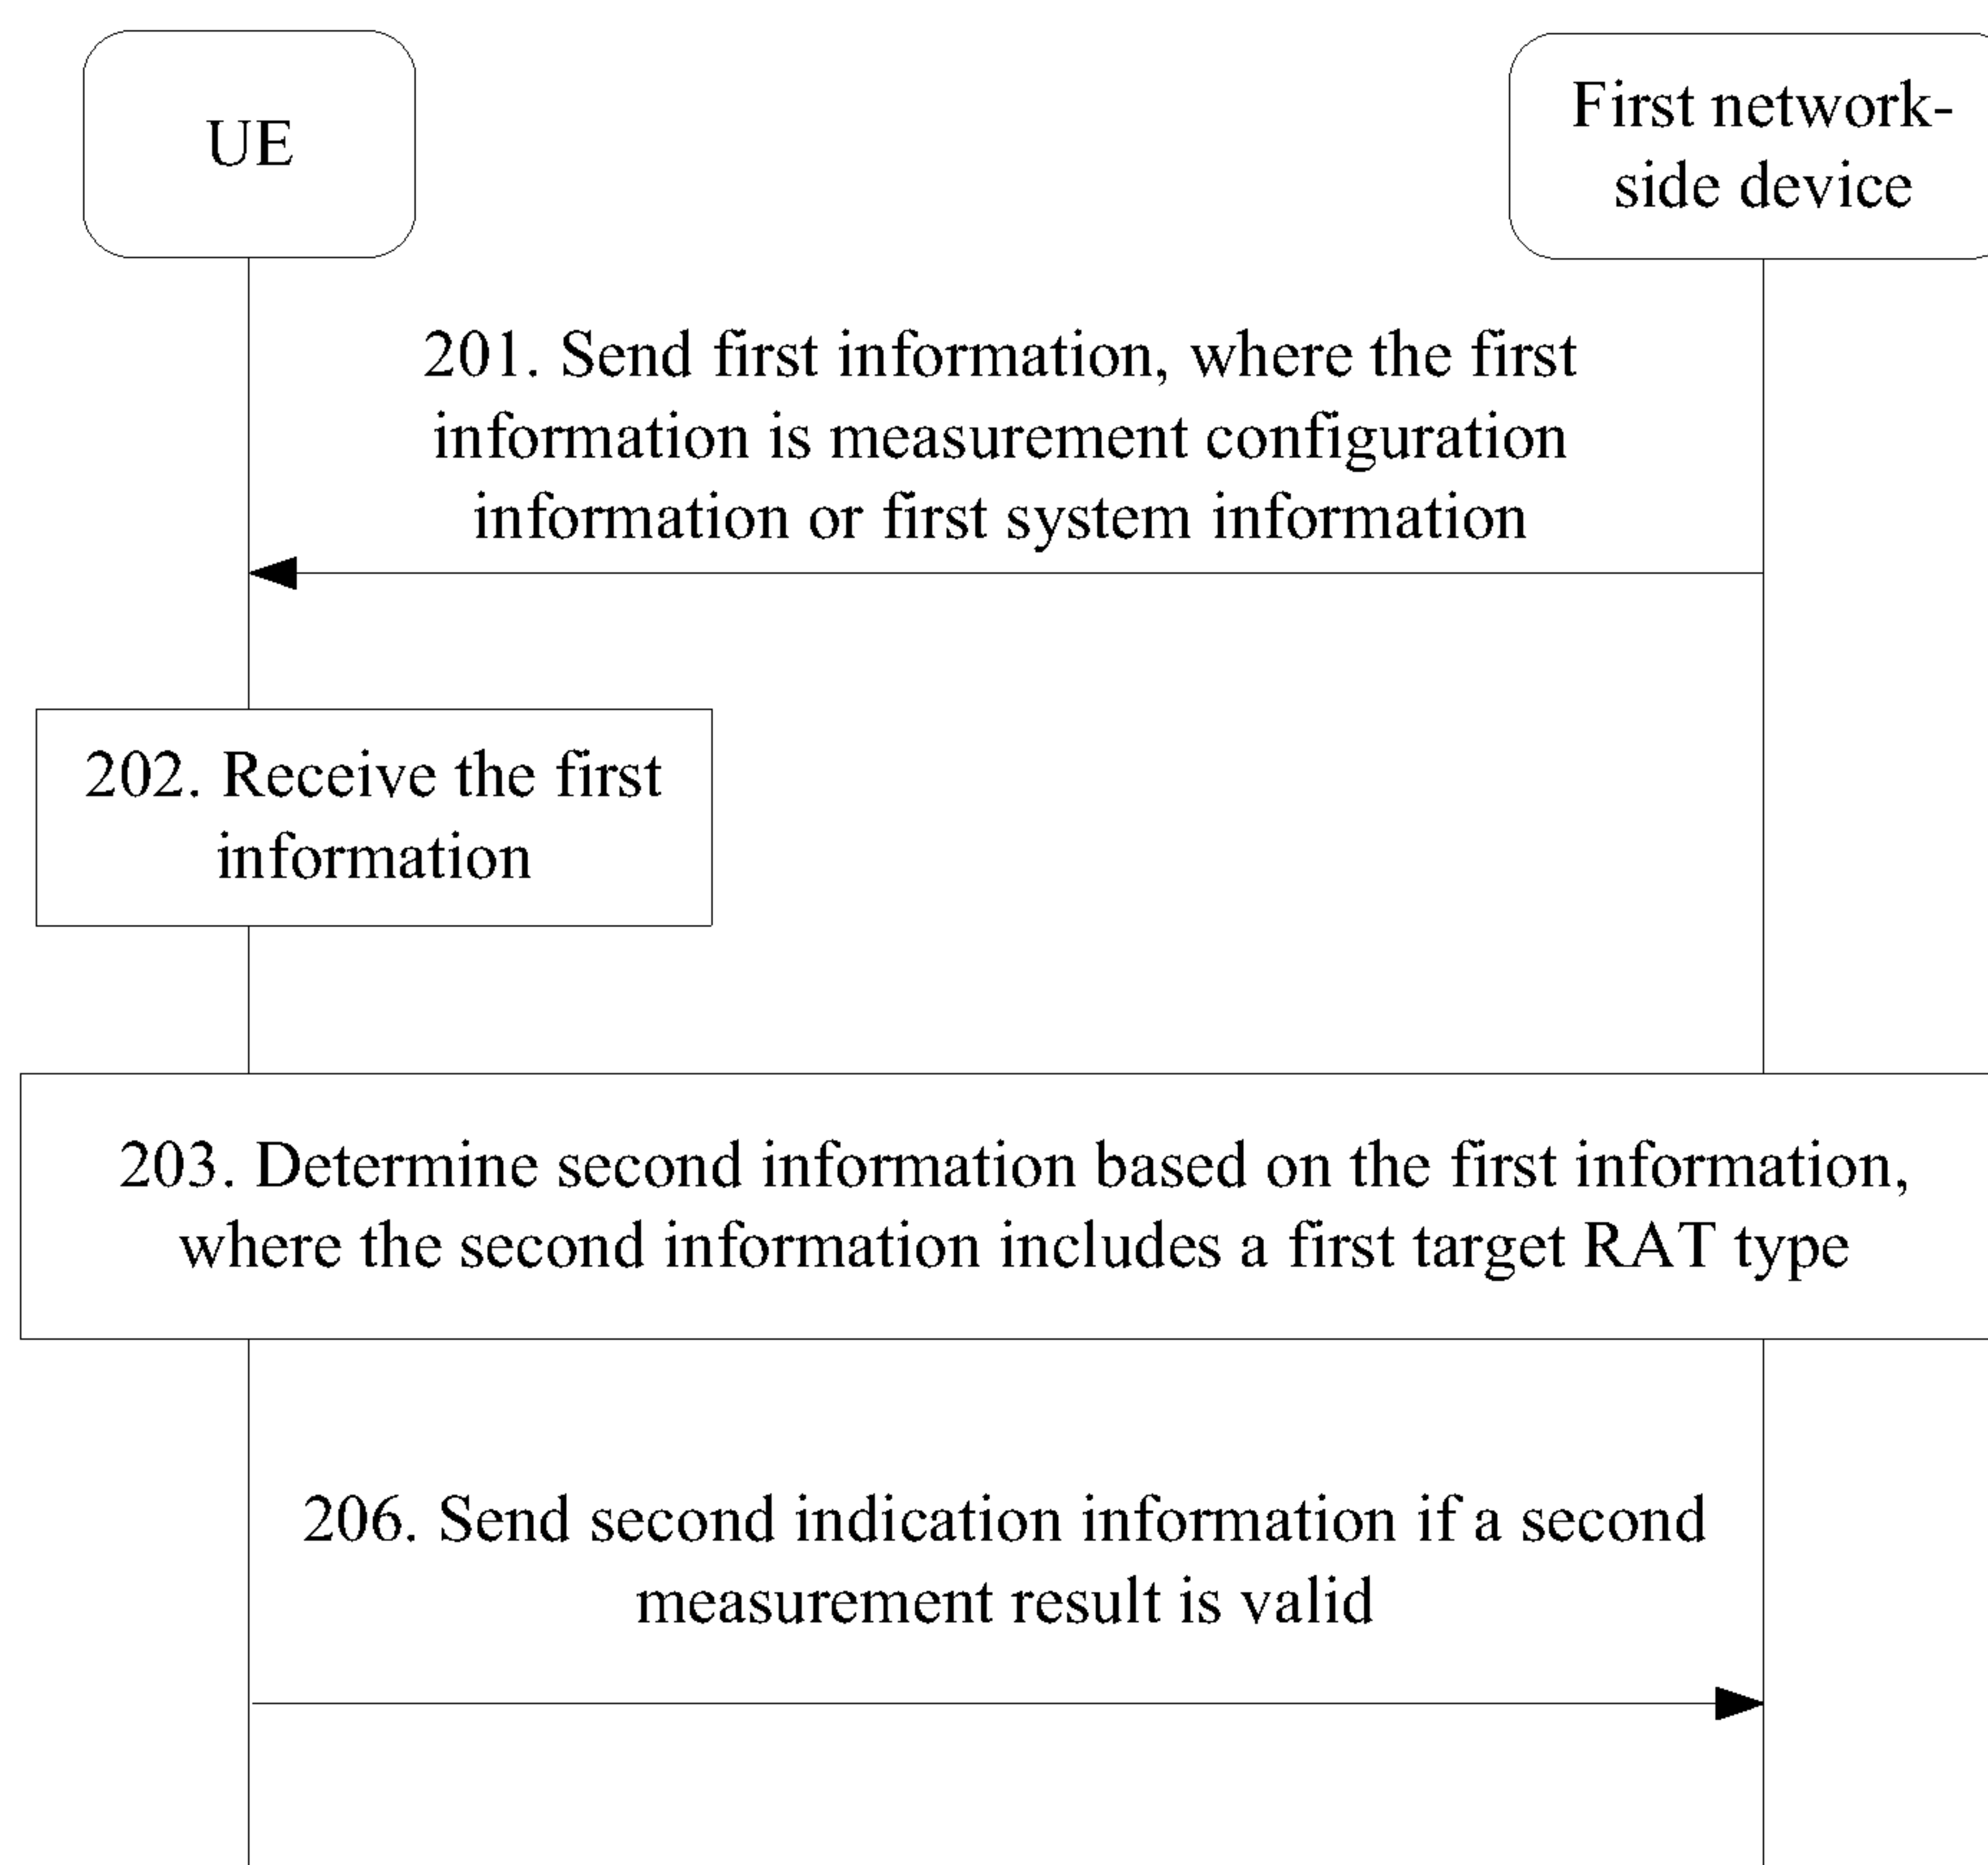 UE
First network-
side device
201. Send first information, where the first
information is measurement configuration
information or first system information
202. Receive the first
information
203. Determine second information based on the first information,
where the second information includes a first target RAT type
206. Send second indication information if a second
measurement result is valid